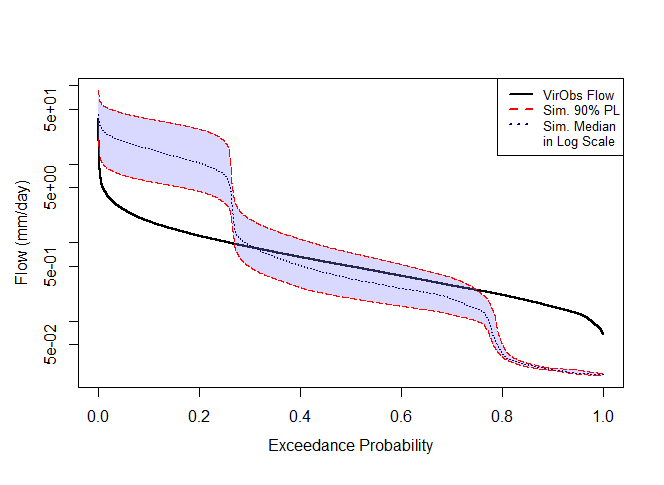 VirObs Flow
Sim. 90% PL
Sim. Median
in Log Scale
5e+01
5e+00
5e-01
5e-02
Flow (mm/day)
0.0 0.2 0.4 0.6 0.8 1.0
Exceedance Probability